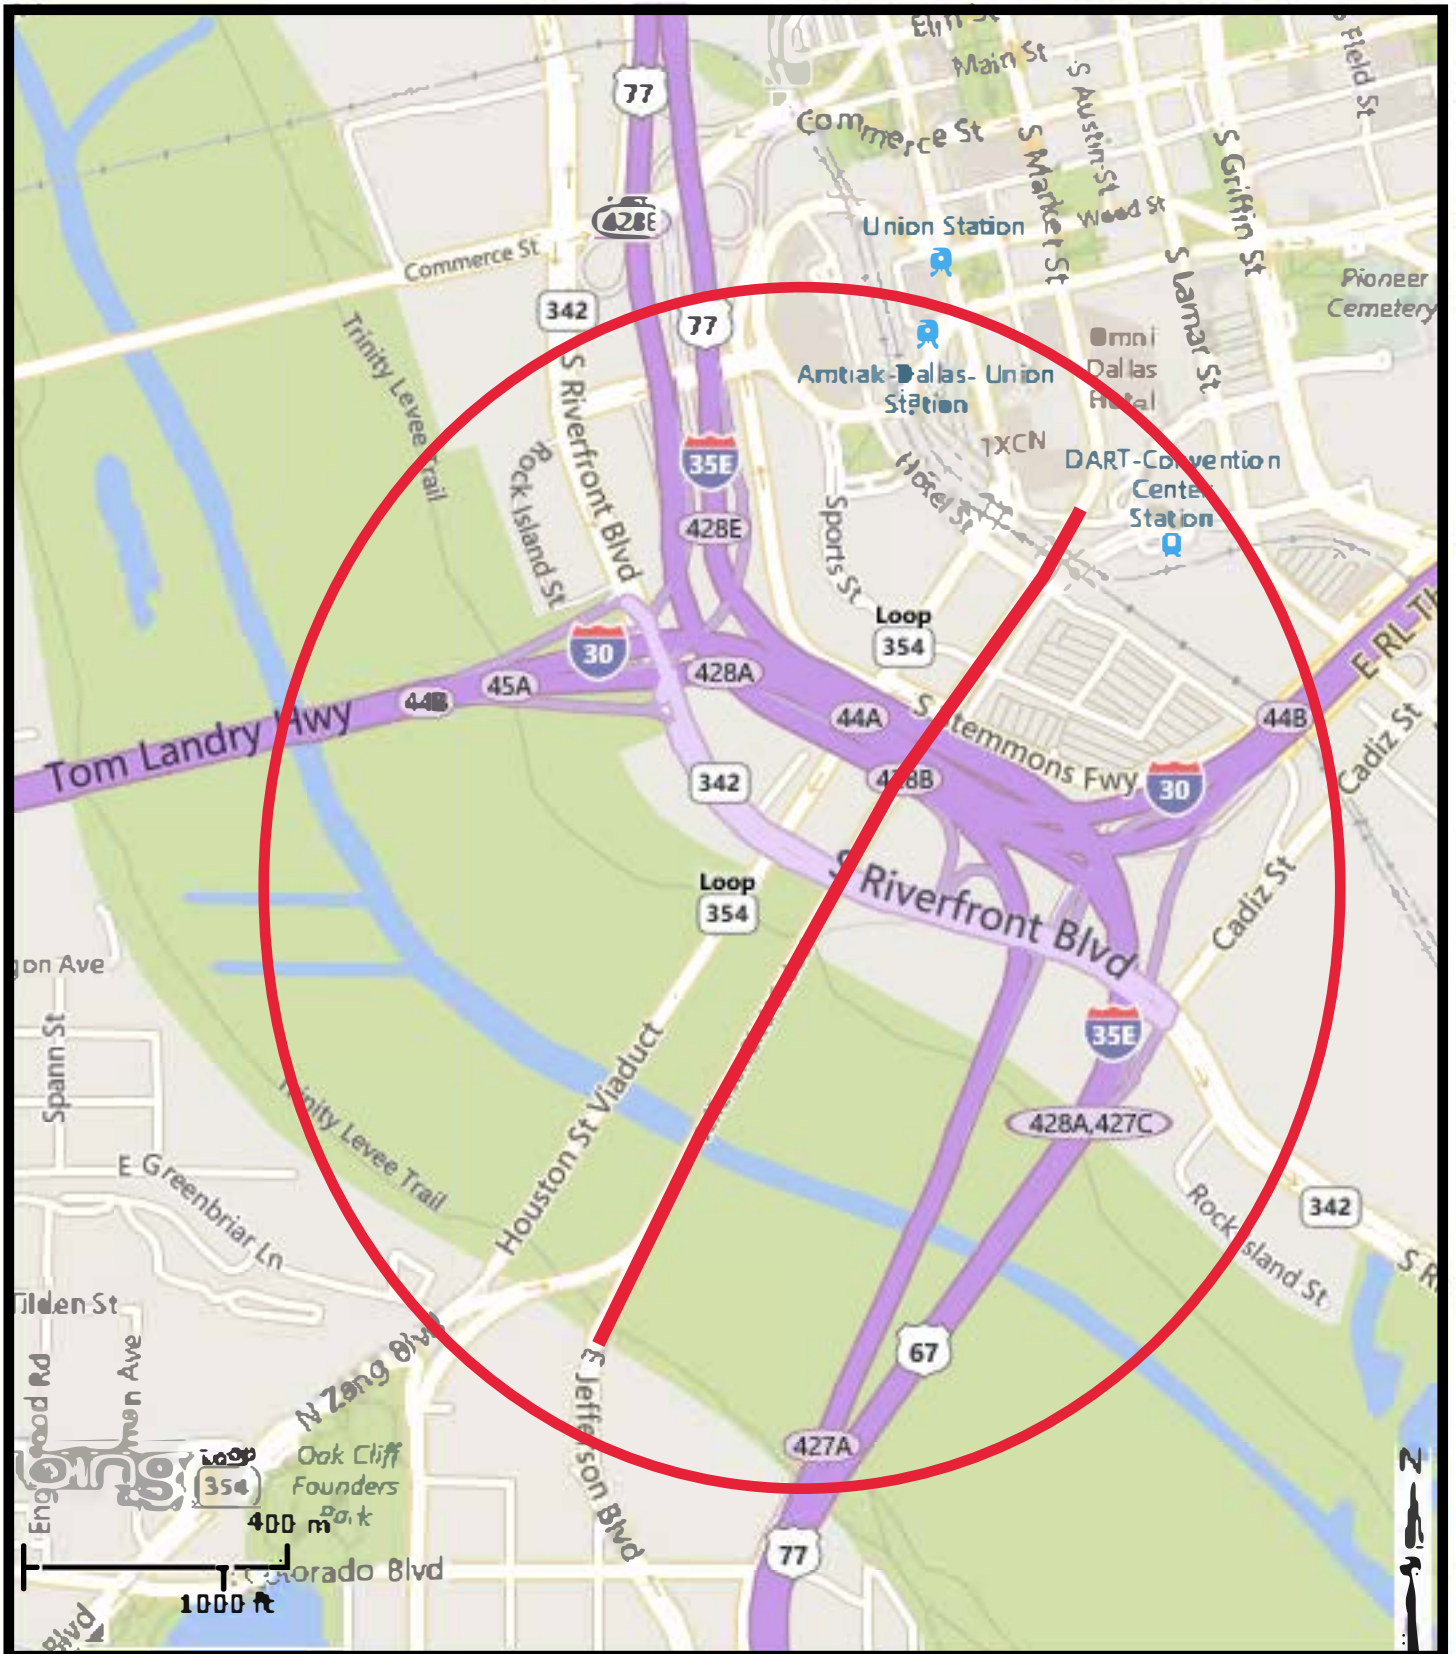 Elm St
Main St
S Field St
77
Commerce St
S Austin St
S Market St
S Griffin St
Wood St
428E
Union Station
Commerce St
S Lamar St
Pioneer
Cemetery
342
77
Trinity Levee Trail
S Riverfront Blvd
Omni
Dallas
Hotel
Amtrak-Dallas- Union
Station
TXCN
35E
Rock Island St
Hotel St
DART-Convention
Center
Station
428E
Sports St
Loop
354
30
E RL Th
428A
45A
44B
Tom Landry Hwy
44A
S Stemmons Fwy
44B
Cadiz St
428B
342
30
S Riverfront Blvd
Loop
354
Cadiz St
gon Ave
35E
Spann St
Houston St Viaduct
Trinity Levee Trail
428A,427C
E Greenbriar Ln
Rock Island St
342
S Ri
Tilden St
67
N Zang Blvd
E Jefferson Blvd
427A
Loop
354
Oak Cliff
Founders
Park
400 m
Colorado Blvd
1000 ft
77
Blvd
N